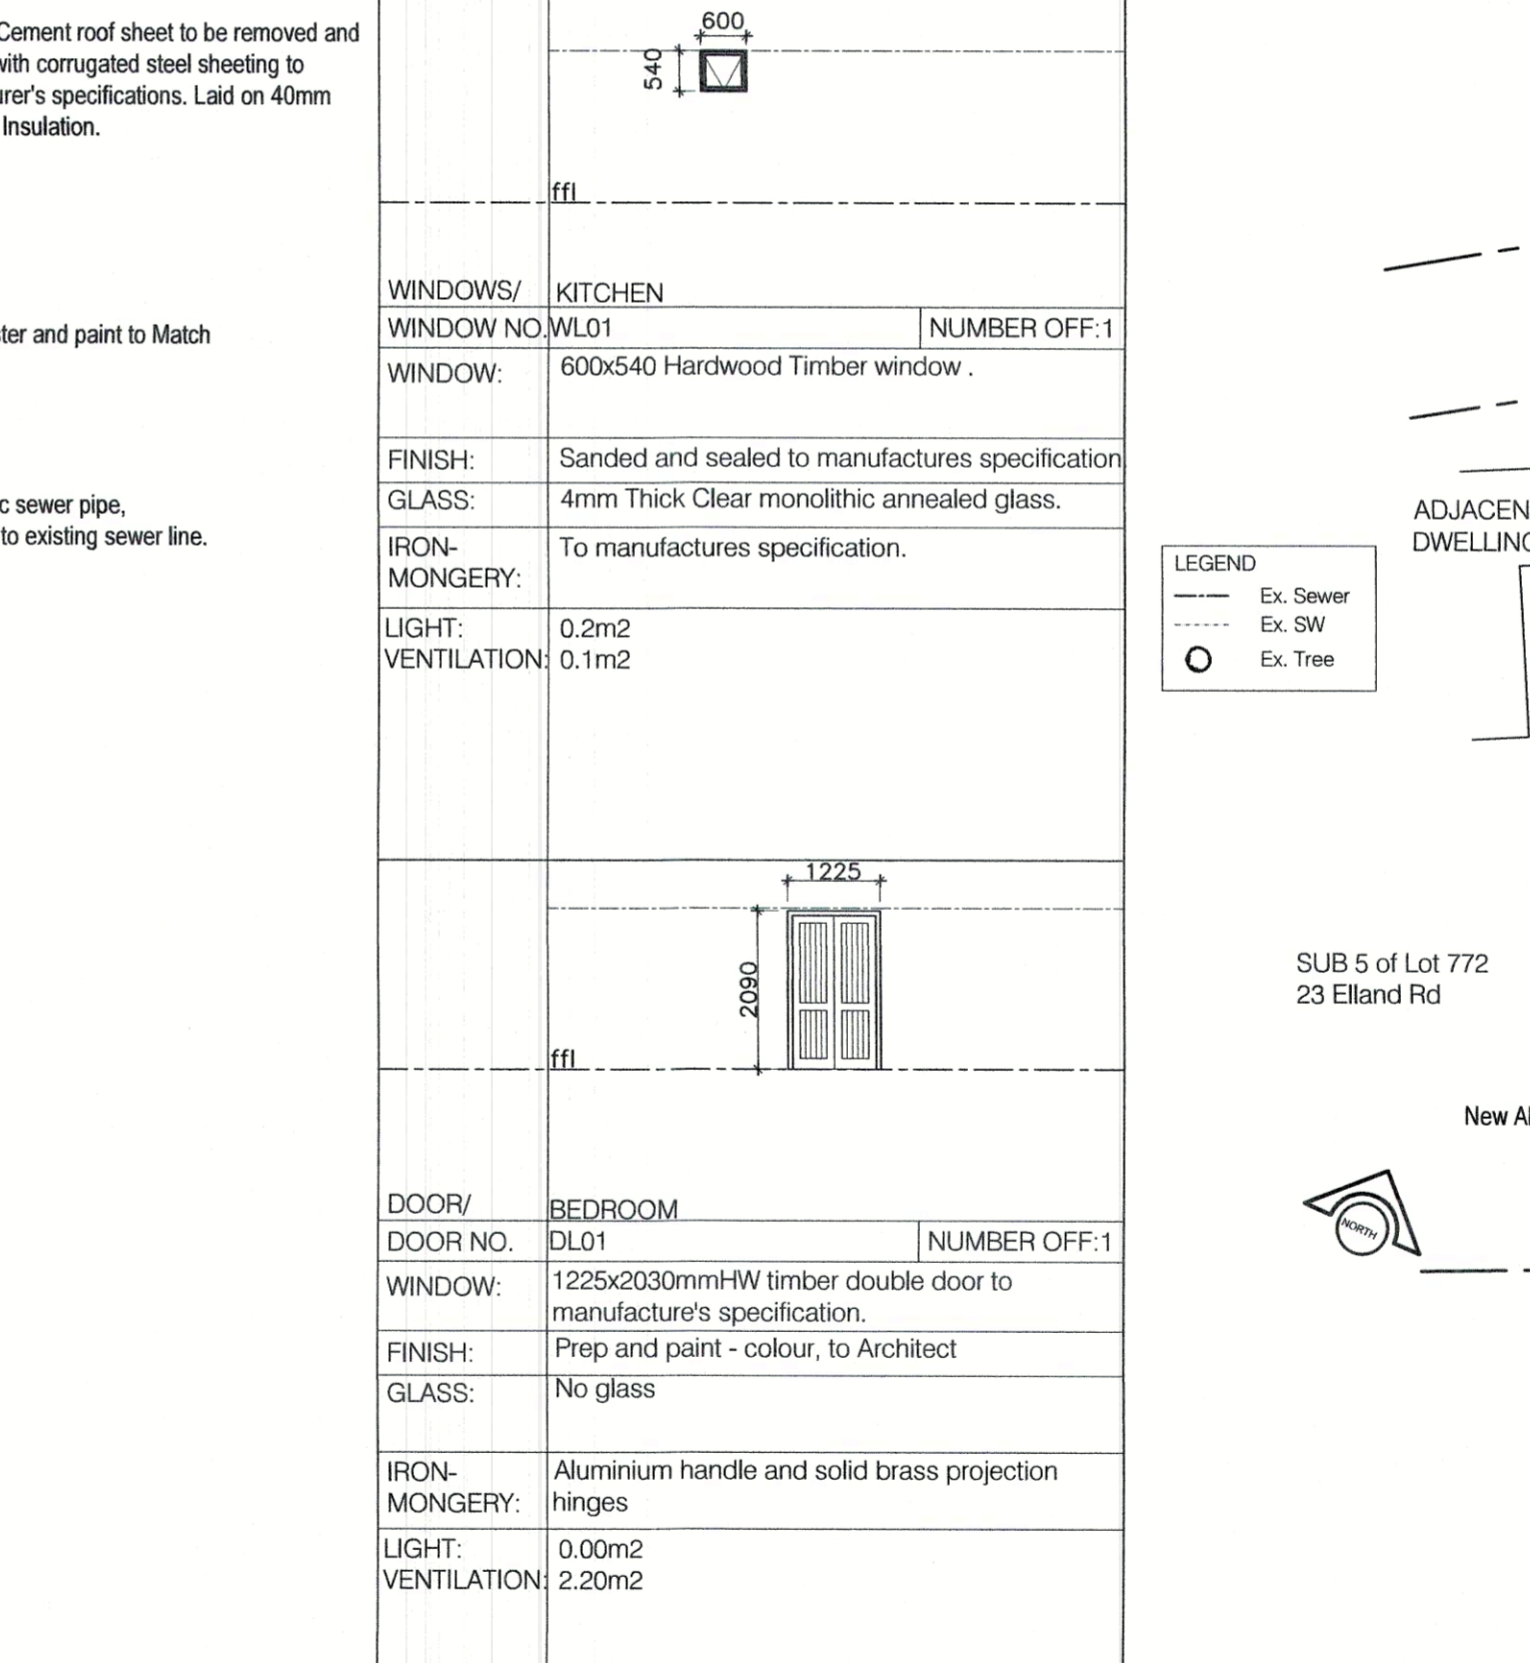 Cement roof sheet to be removed and
with corrugated steel sheeting to
urer's specifications. Laid on 40mm
Insulation.
ter and paint to Match
c sewer pipe,
to existing sewer line.
600
540
ffl
WINDOWS/ KITCHEN
WINDOW NO. WL01 NUMBER OFF:1
WINDOW: 600x540 Hardwood Timber window .
FINISH: Sanded and sealed to manufactures specification
GLASS: 4mm Thick Clear monolithic annealed glass.
IRON-
MONGERY: To manufactures specification.
LIGHT: 0.2m2
VENTILATION: 0.1m2
1225
2090
ffl
DOOR/ BEDROOM
DOOR NO. DL01 NUMBER OFF:1
WINDOW: 1225x2030mmHW timber double door to
manufacture's specification.
FINISH: Prep and paint - colour, to Architect
GLASS: No glass
IRON- Aluminium handle and solid brass projection
MONGERY: hinges
LIGHT: 0.00m2
VENTILATION: 2.20m2
LEGEND
Ex. Sewer
Ex. SW
Ex. Tree
ADJACEN
DWELLING
SUB 5 of Lot 772
23 Elland Rd
New
NORTH